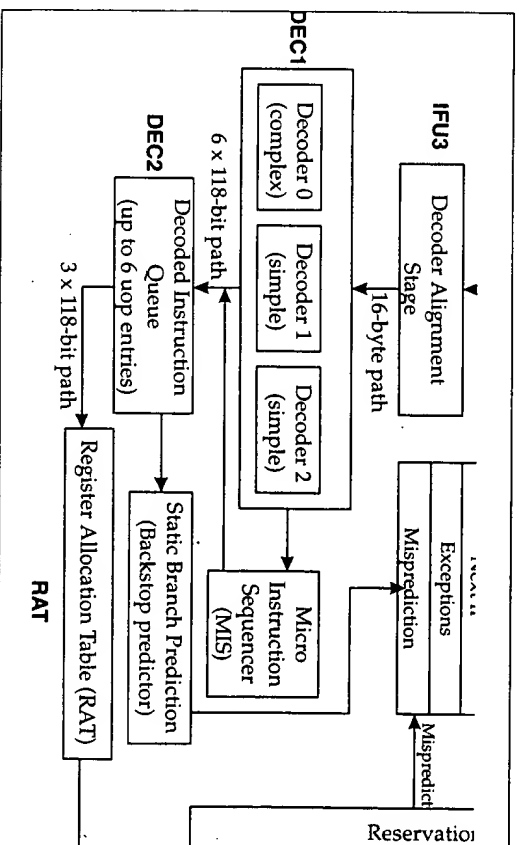 IFU3
Decoder Alignment
Stage
16-byte path
Exceptions
Misprediction
DEC1
Decoder 0
(complex)
Decoder 1
(simple)
Decoder 2
(simple)
Micro
Instruction
Sequencer
(MIS)
6 x 118-bit path
DEC2
Decoded Instruction
Queue
(up to 6 uop entries)
Static Branch Prediction
(Backstop predictor)
3 x 118-bit path
Register Allocation Table (RAT)
RAT
Mispredict
Reservation